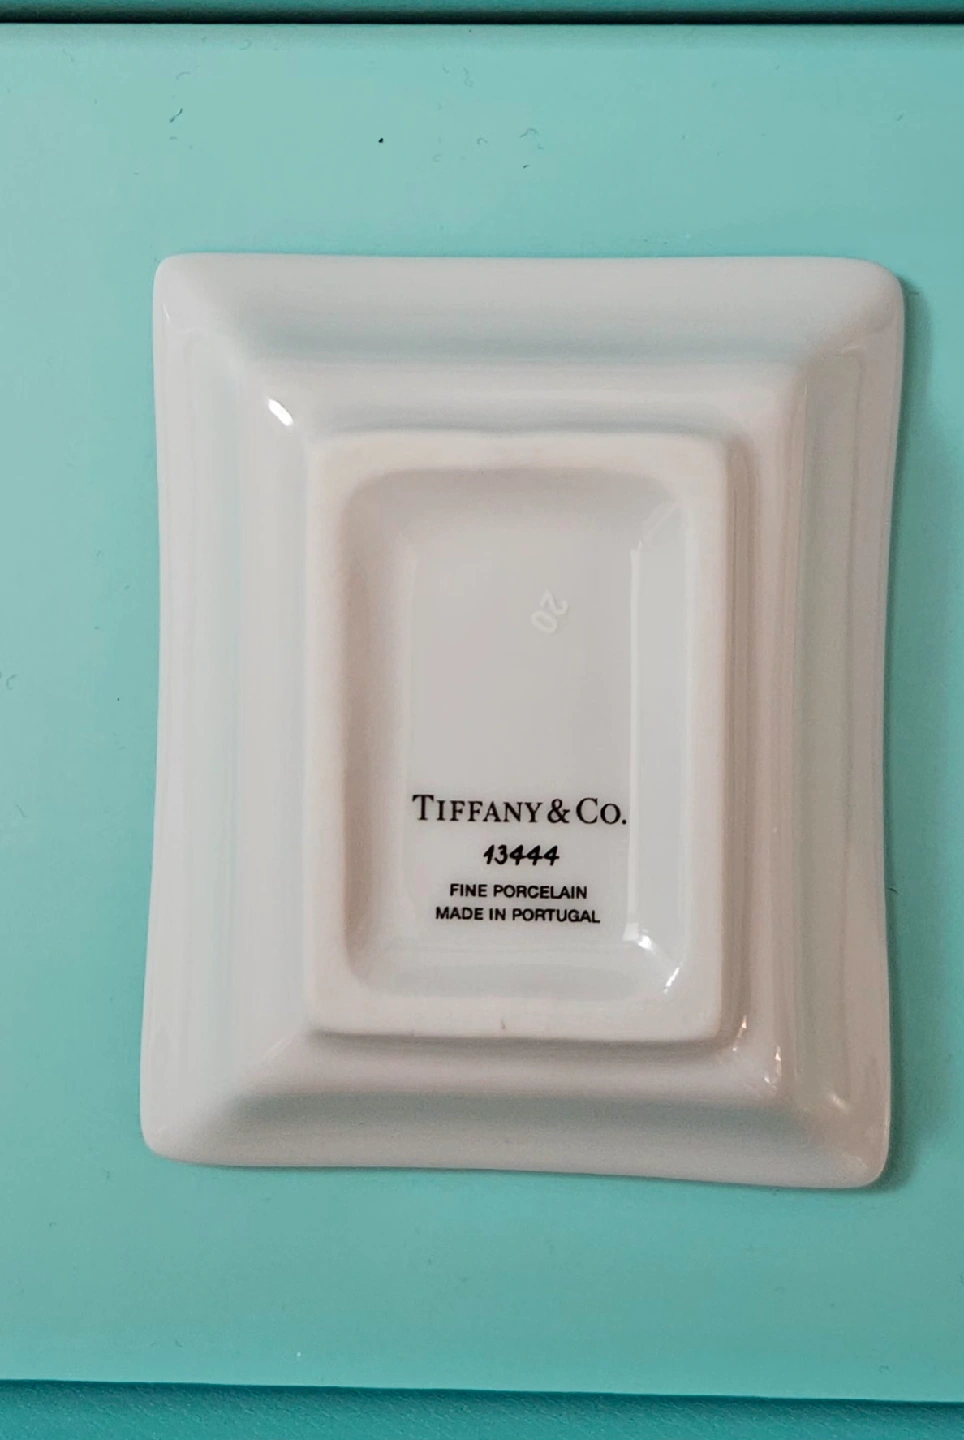 20
TIFFANY & CO.
13444
FINE PORCELAIN
MADE IN PORTUGAL